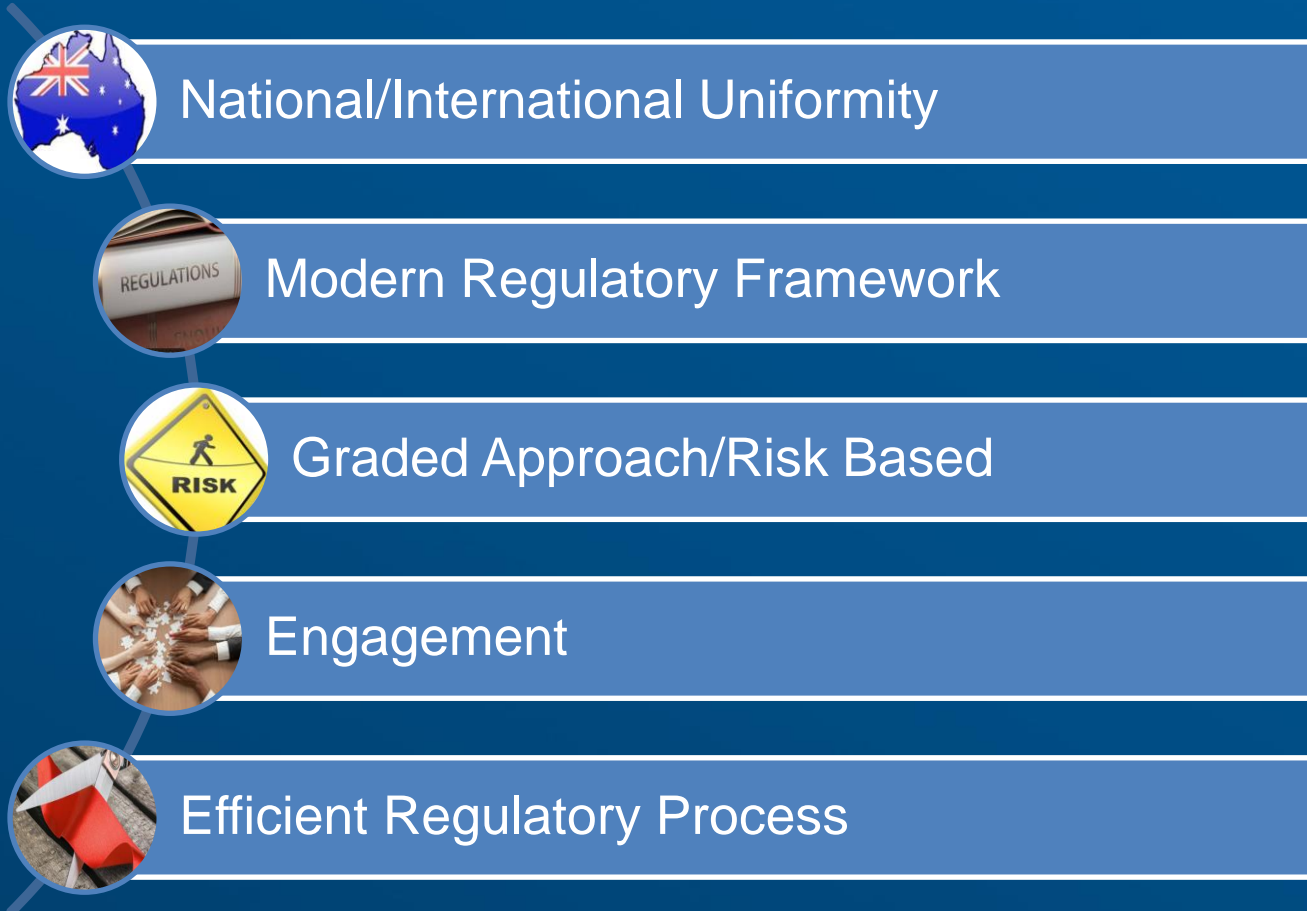 National/International Uniformity
REGULATIONS
Modern Regulatory Framework
RISK
Graded Approach/Risk Based
Engagement
Efficient Regulatory Process